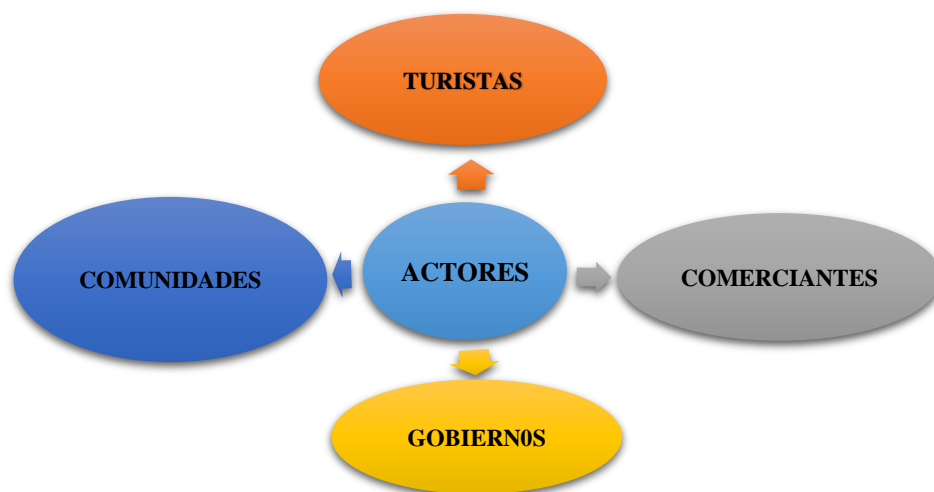 TURISTAS
COMUNIDADES
ACTORES
COMERCIANTES
GOBIERN0S